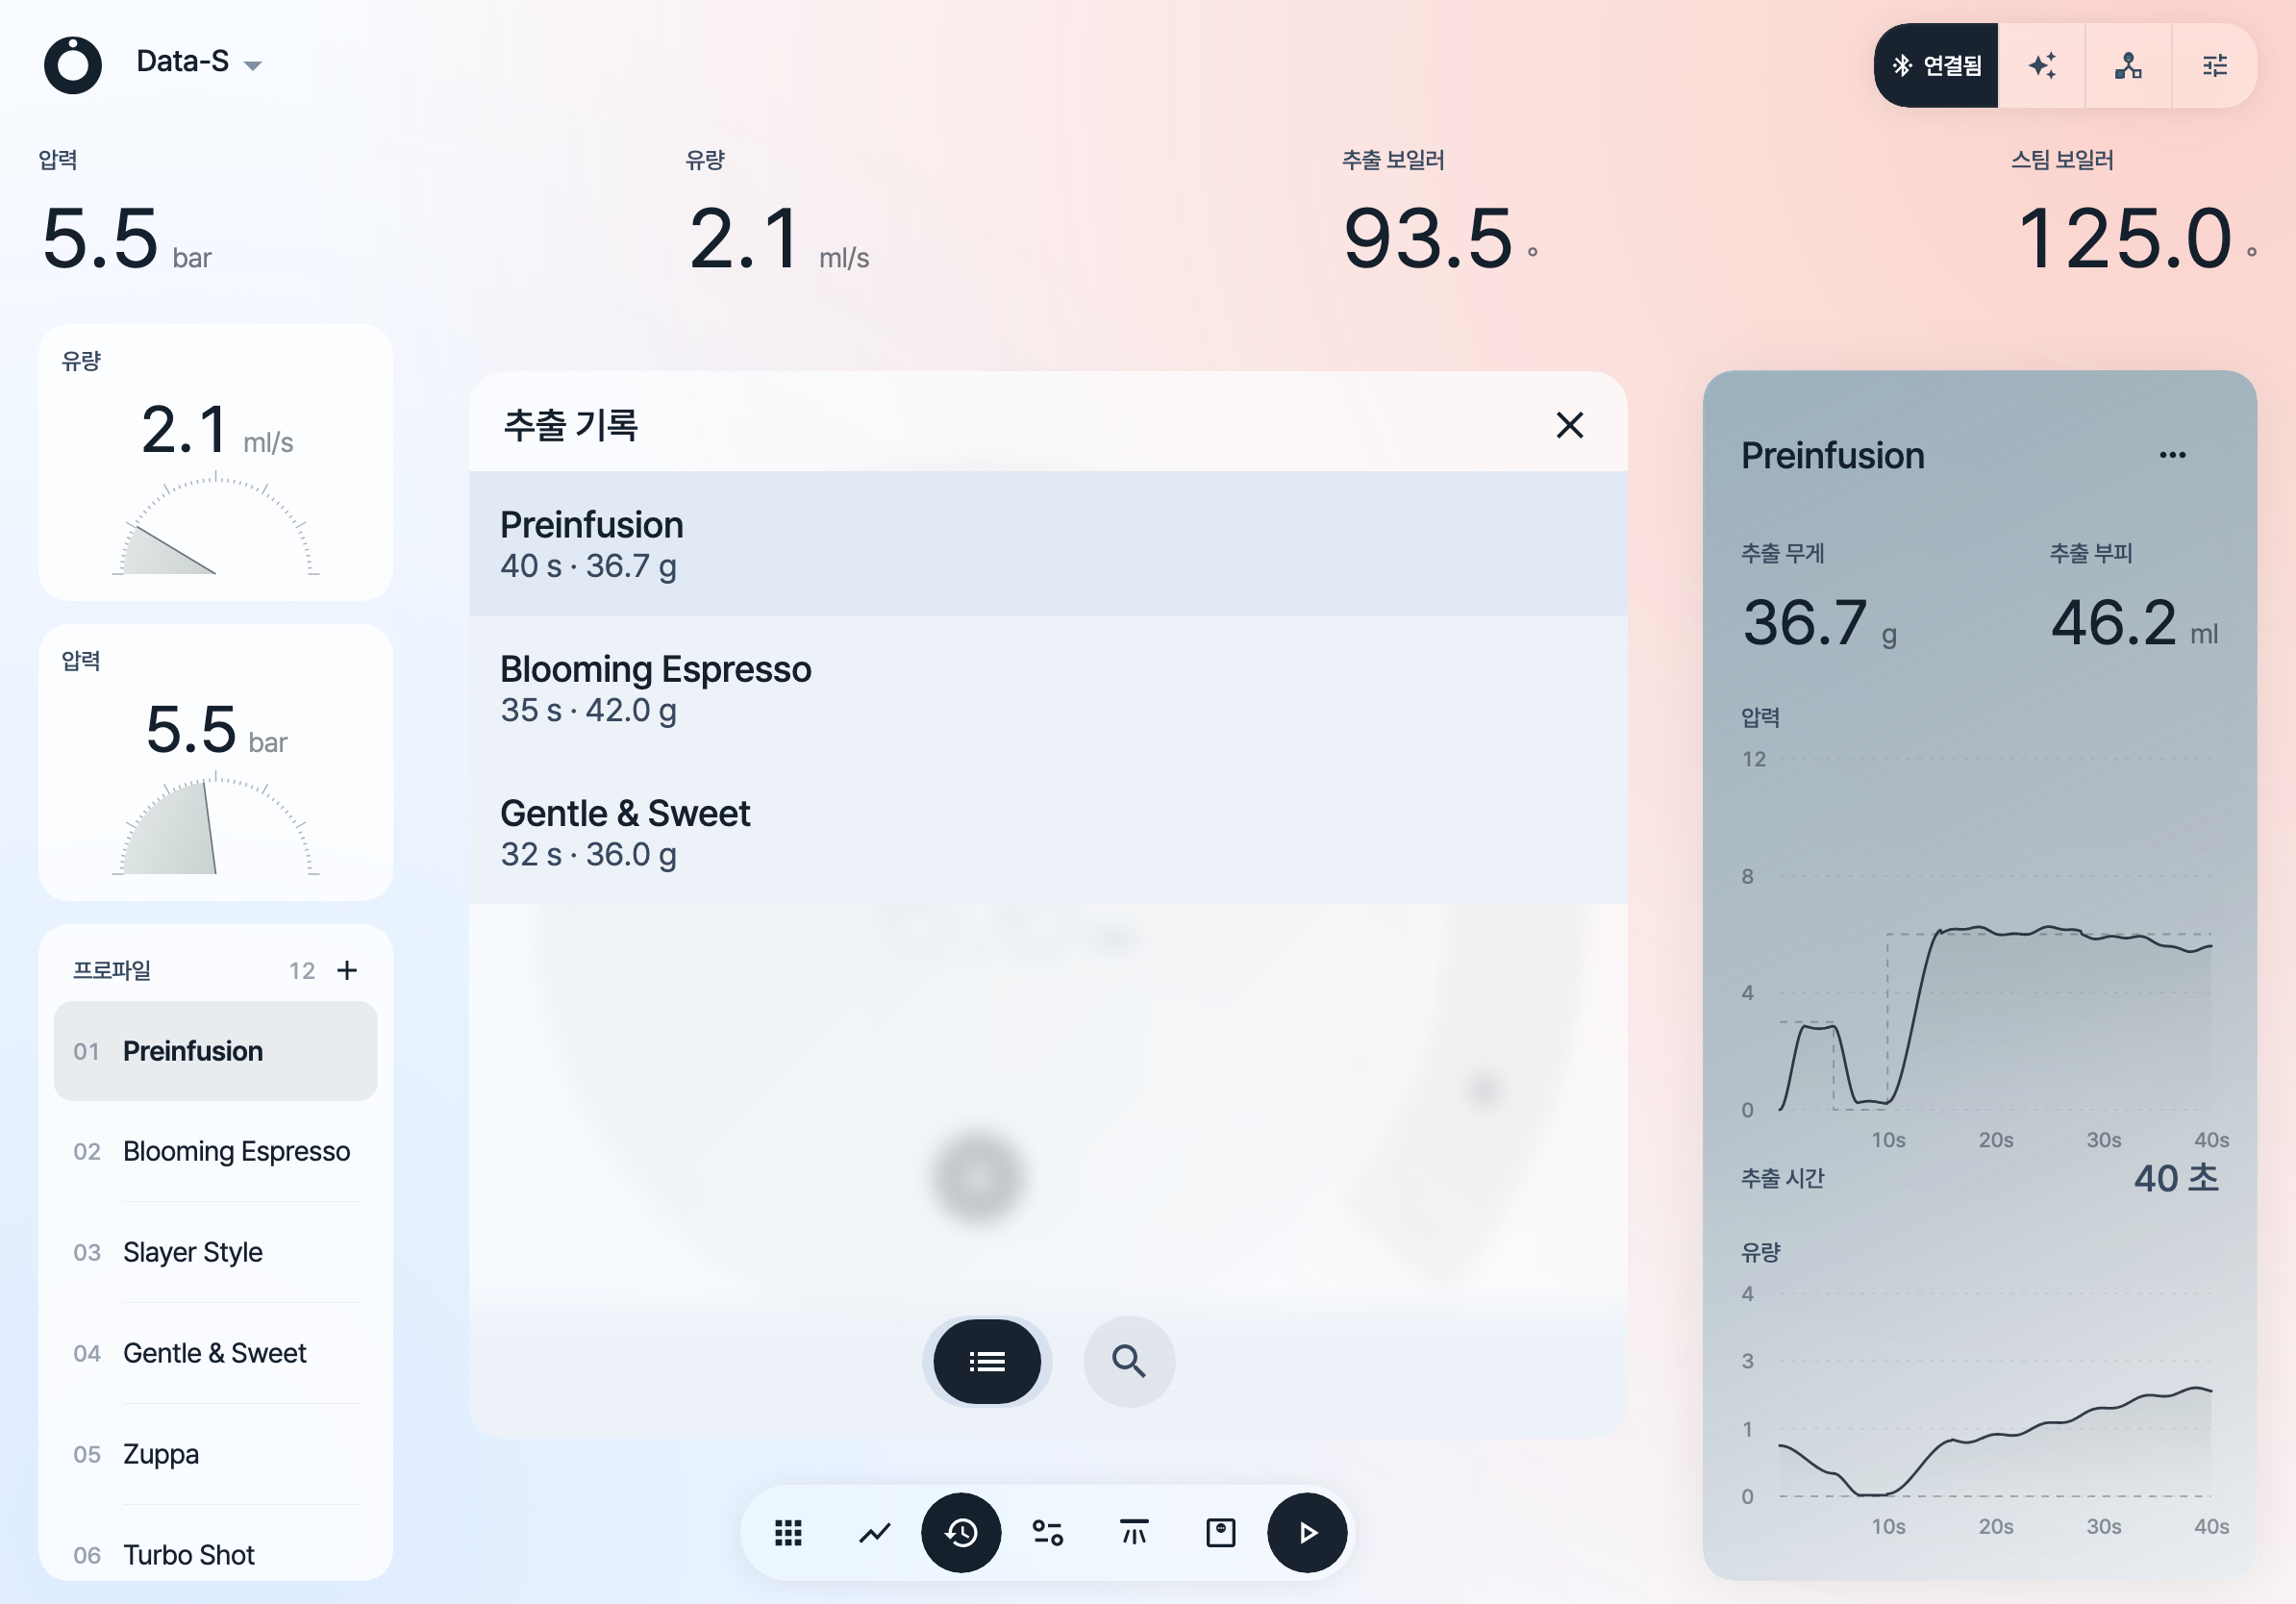 Data-S
연결됨
압력
5.5 bar
유량
2.1 ml/s
추출 보일러
93.5 °
스팀 보일러
125.0 °
유량
2.1 ml/s
압력
5.5 bar
프로파일 12
01 Preinfusion
02 Blooming Espresso
03 Slayer Style
04 Gentle & Sweet
05 Zuppa
06 Turbo Shot
추출 기록
Preinfusion
40 s · 36.7 g
Blooming Espresso
35 s · 42.0 g
Gentle & Sweet
32 s · 36.0 g
Preinfusion
추출 무게
36.7 g
추출 부피
46.2 ml
압력
12
8
4
0
10s 20s 30s 40s
추출 시간 40 초
유량
4
3
1
0
10s 20s 30s 40s